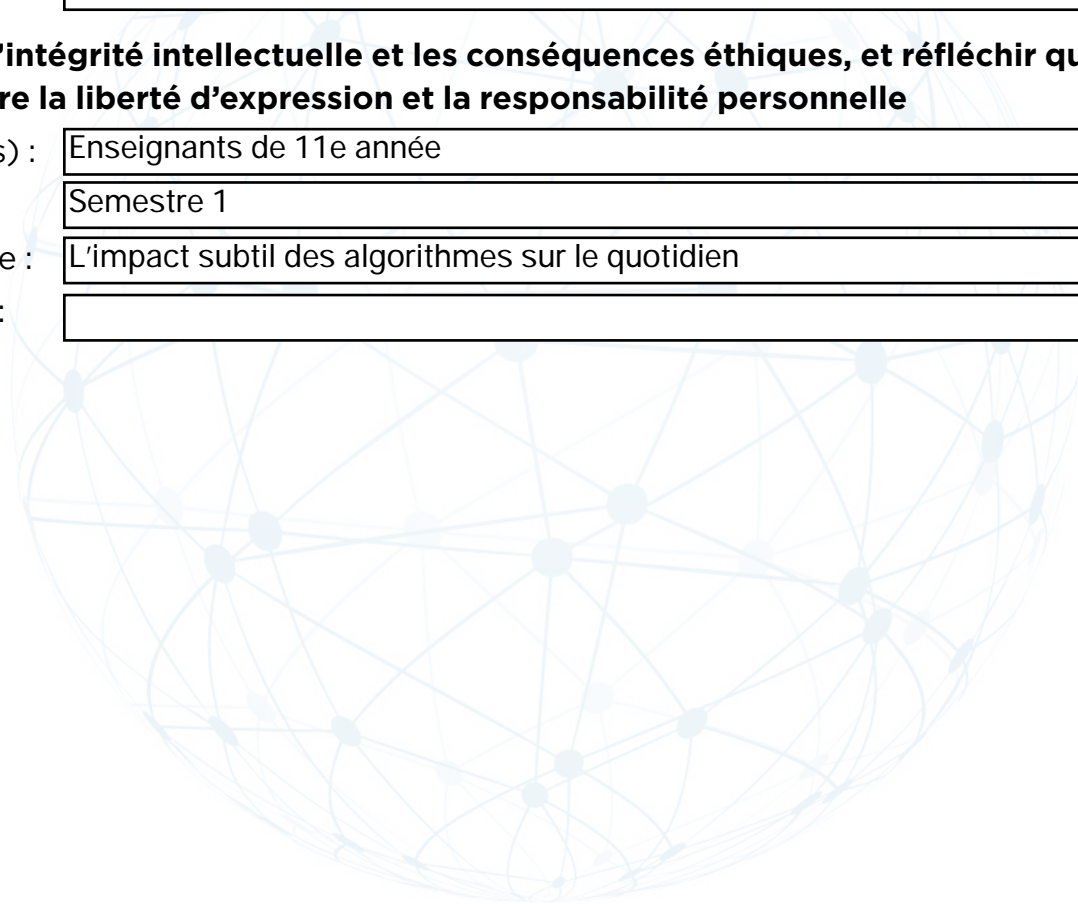 'intégrité intellectuelle et les conséquences éthiques, et réfléchir qu
re la liberté d'expression et la responsabilité personnelle
s) : Enseignants de 11e année
Semestre 1
e : L'impact subtil des algorithmes sur le quotidien
: